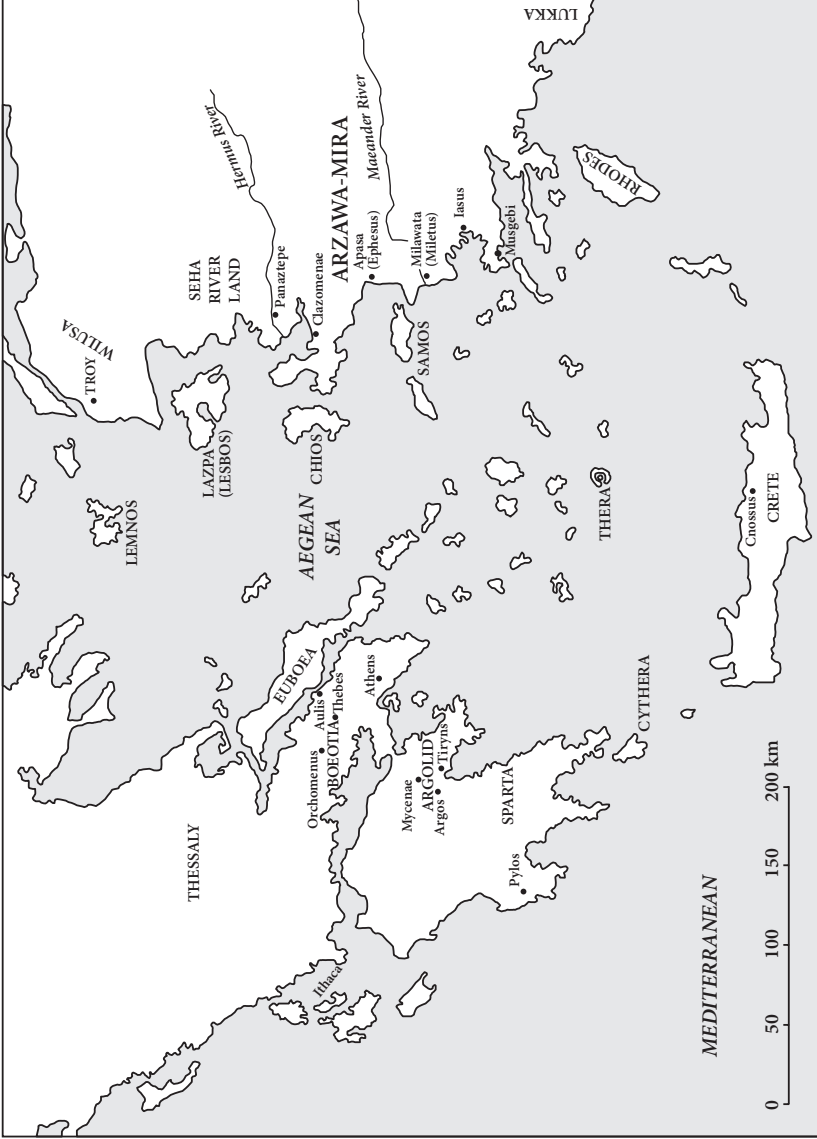 THESSALY
LEMNOS
TROY
WILUSA
LAZPA
(LESBOS)
SEHA
RIVER
LAND
Hermus River
Panaztepe
Clazomenae
CHIOS
AEGEAN
SEA
EUBOEA
Aulis
Thebes
Orchomenus
BOEOTIA
Athens
Ithaca
ARZAWA-MIRA
Maeander River
Apasa
(Ephesus)
Milawata
(Miletus)
SAMOS
Iasus
Musgebi
LUKKA
RHODES
Mycenae
ARGOLID
Argos
Tiryns
SPARTA
Pylos
CYTHERA
THERA
Cnossus
CRETE
MEDITERRANEAN
0 50 100 150 200 km